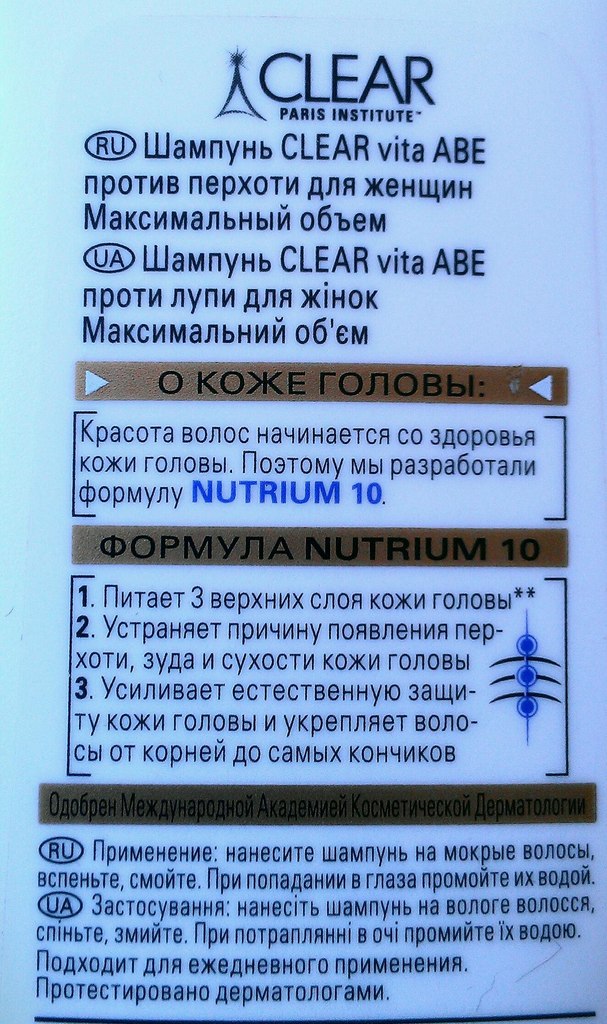 CLEAR
PARIS INSTITUTE™
RU Шампунь CLEAR vita ABE
против перхоти для женщин
Максимальный объем
UA Шампунь CLEAR vita ABE
проти лупи для жінок
Максимальний об'єм
О КОЖЕ ГОЛОВЫ:
Красота волос начинается со здоровья
кожи головы. Поэтому мы разработали
формулу NUTRIUM 10.
ФОРМУЛА NUTRIUM 10
1. Питает 3 верхних слоя кожи головы**
2. Устраняет причину появления пер-
хоти, зуда и сухости кожи головы
3. Усиливает естественную защи-
ту кожи головы и укрепляет воло-
сы от корней до самых кончиков
Одобрен Международной Академией Косметической Дерматологии
RU Применение: нанесите шампунь на мокрые волосы,
вспеньте, смойте. При попадании в глаза промойте их водой.
UA Застосування: нанесіть шампунь на вологе волосся,
спіньте, змийте. При потраплянні в очі промийте їх водою.
Подходит для ежедневного применения.
Протестировано дерматологами.